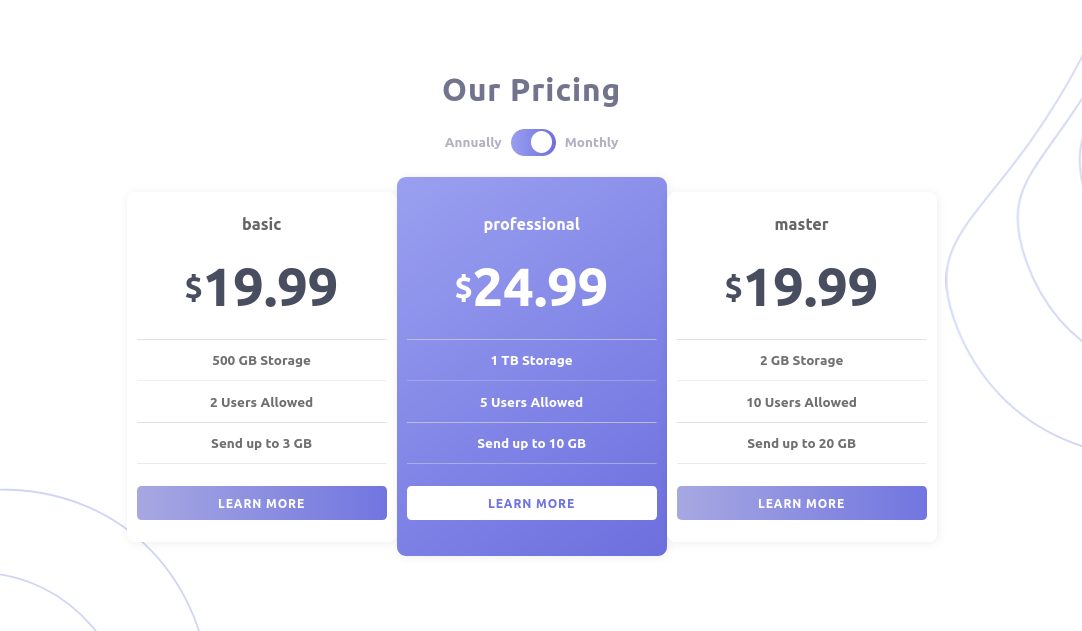 Our Pricing
Annually Monthly
basic
$19.99
500 GB Storage
2 Users Allowed
Send up to 3 GB
LEARN MORE
professional
$24.99
1 TB Storage
5 Users Allowed
Send up to 10 GB
LEARN MORE
master
$19.99
2 GB Storage
10 Users Allowed
Send up to 20 GB
LEARN MORE